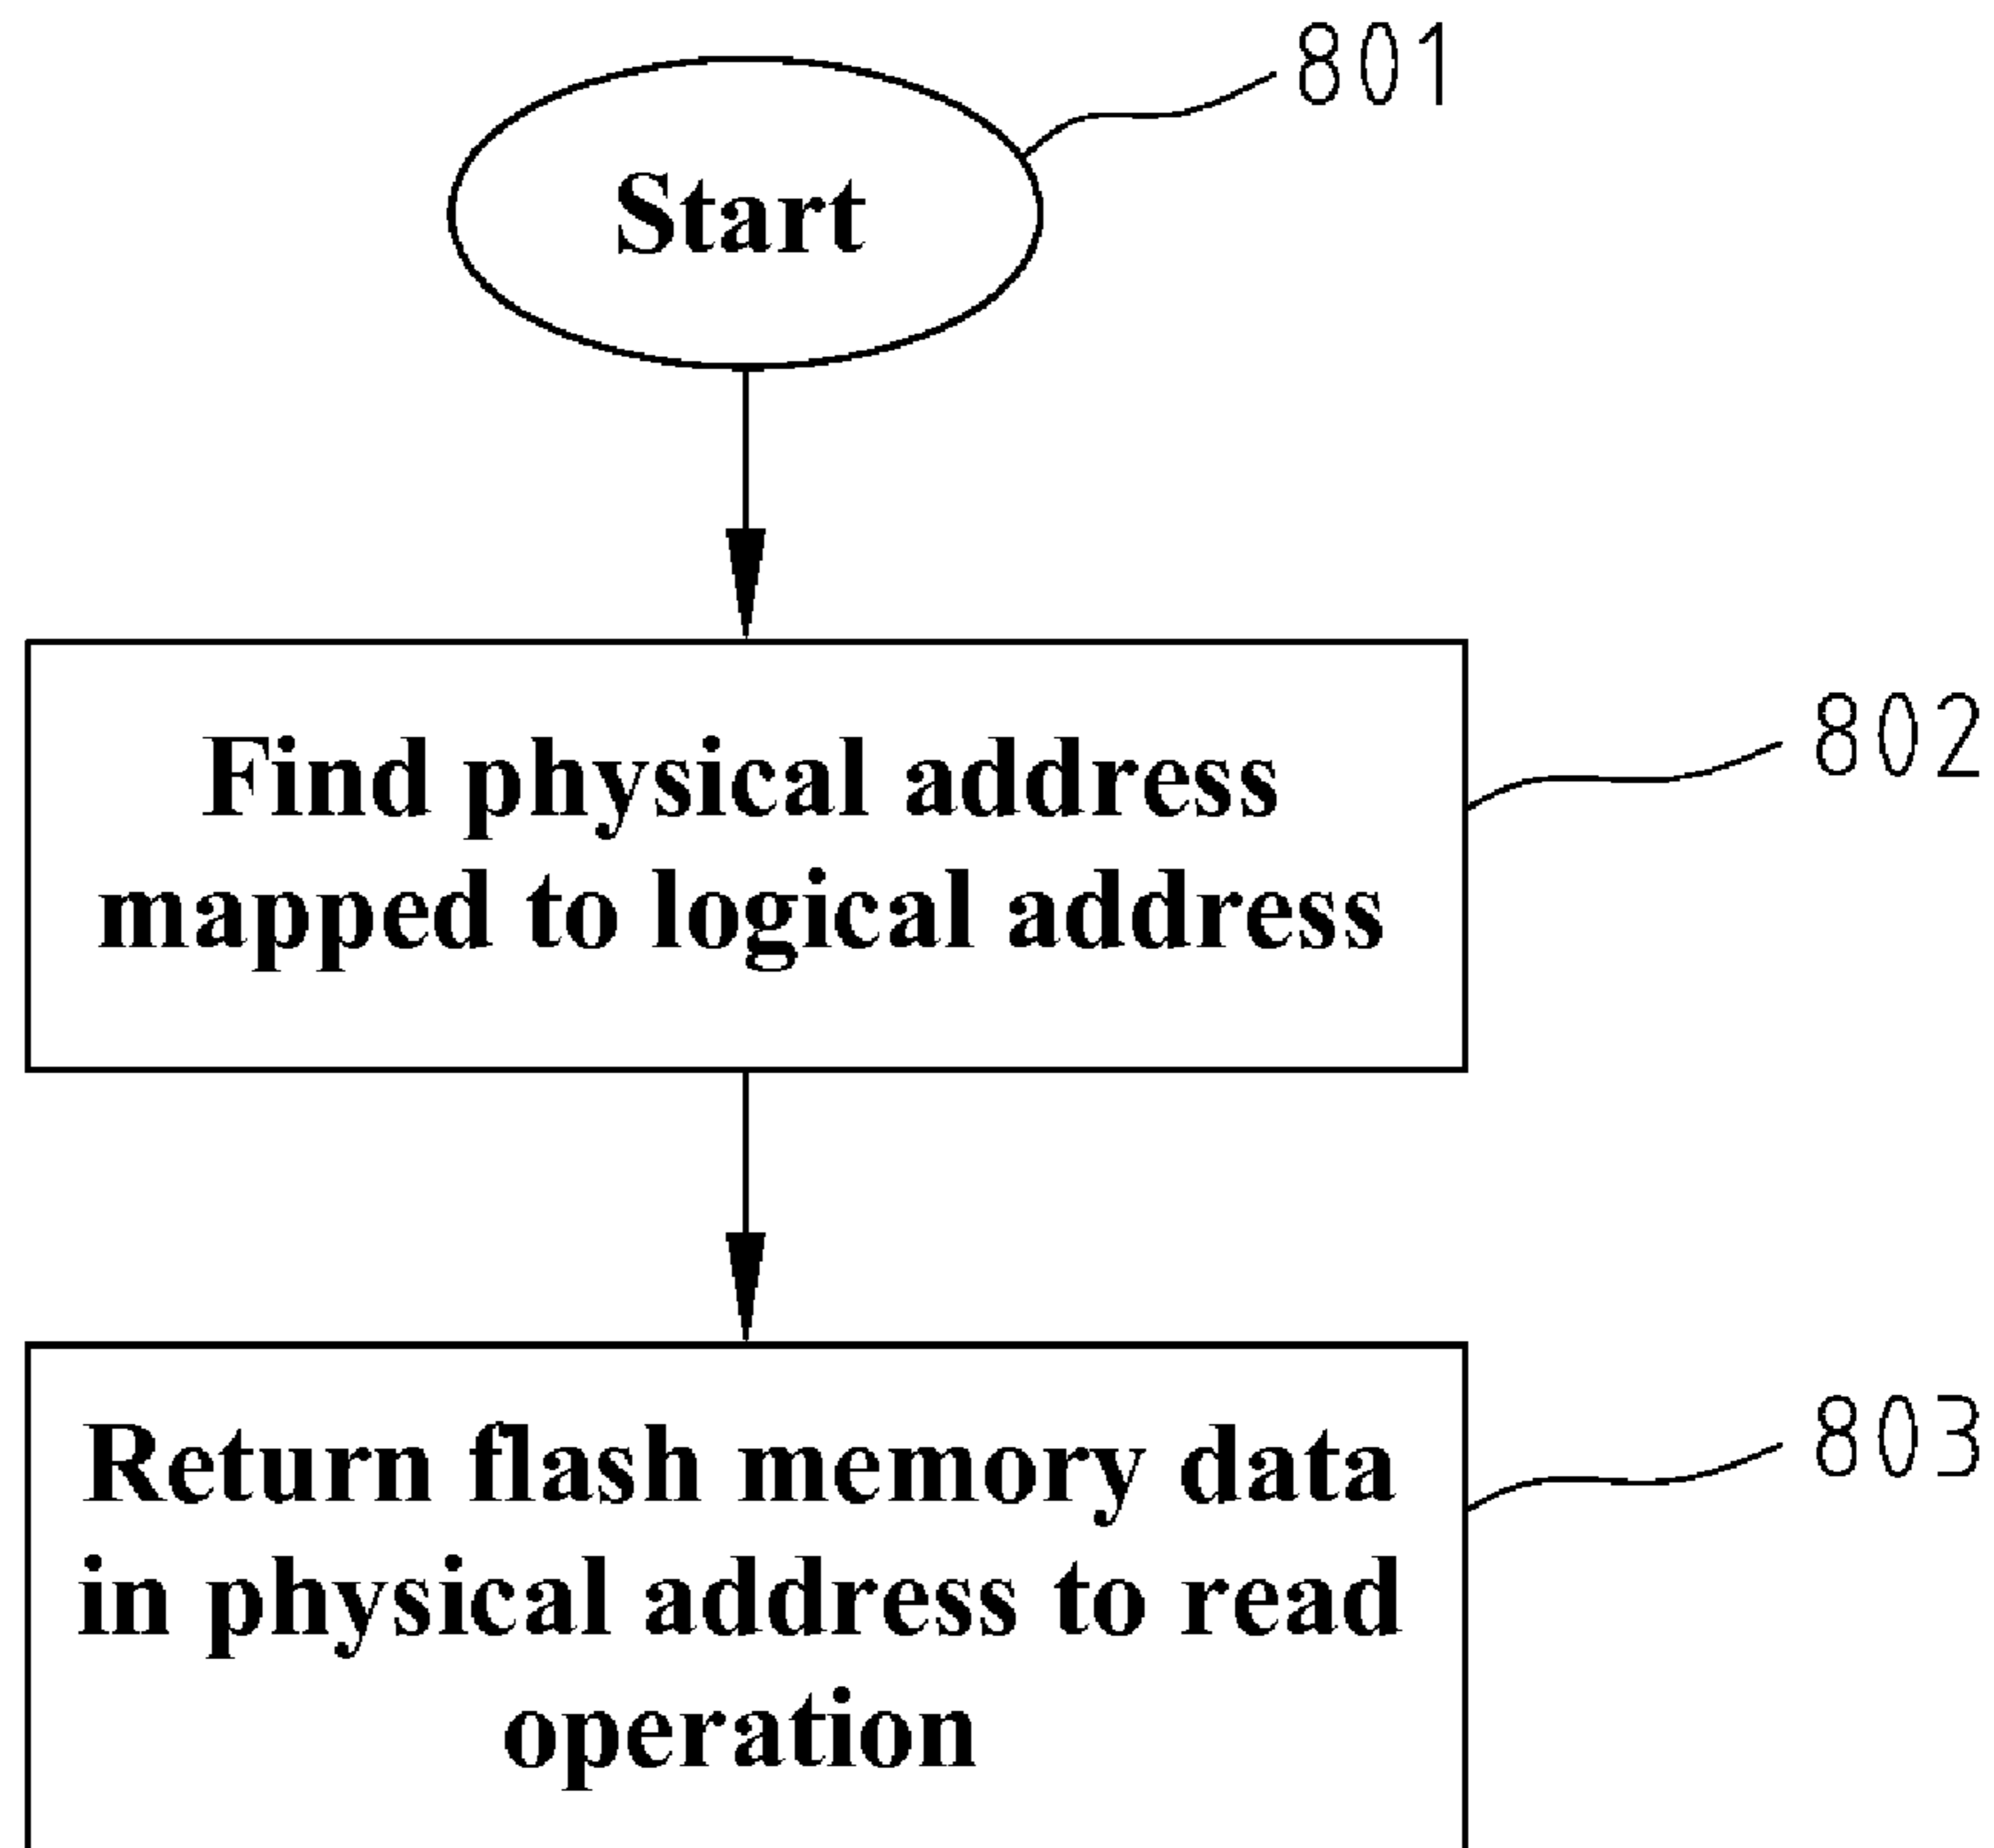 801
Start
802
Find physical address
mapped to logical address
803
Return flash memory data
in physical address to read
operation